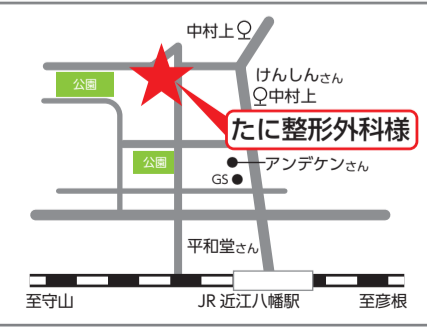 中村上
けんしんさん
中村上
公園
たに整形外科様
公園
アンデケンさん
GS
平和堂さん
至守山
JR 近江八幡駅
至彦根